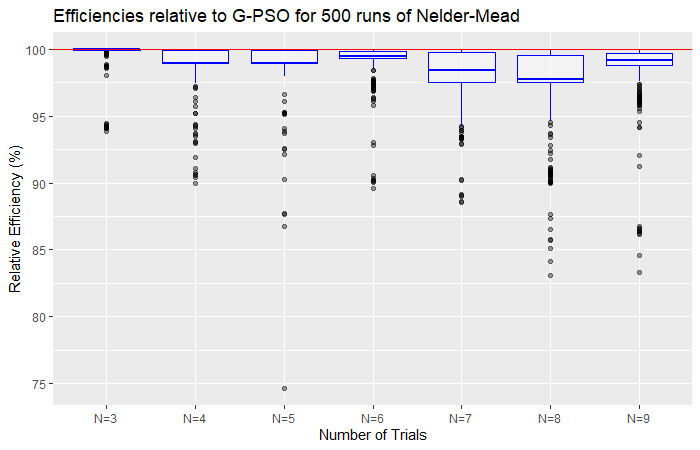 Efficiencies relative to G-PSO for 500 runs of Nelder-Mead
Relative Efficiency (%)
100
95
90
85
80
75
N=3 N=4 N=5 N=6 N=7 N=8 N=9
Number of Trials